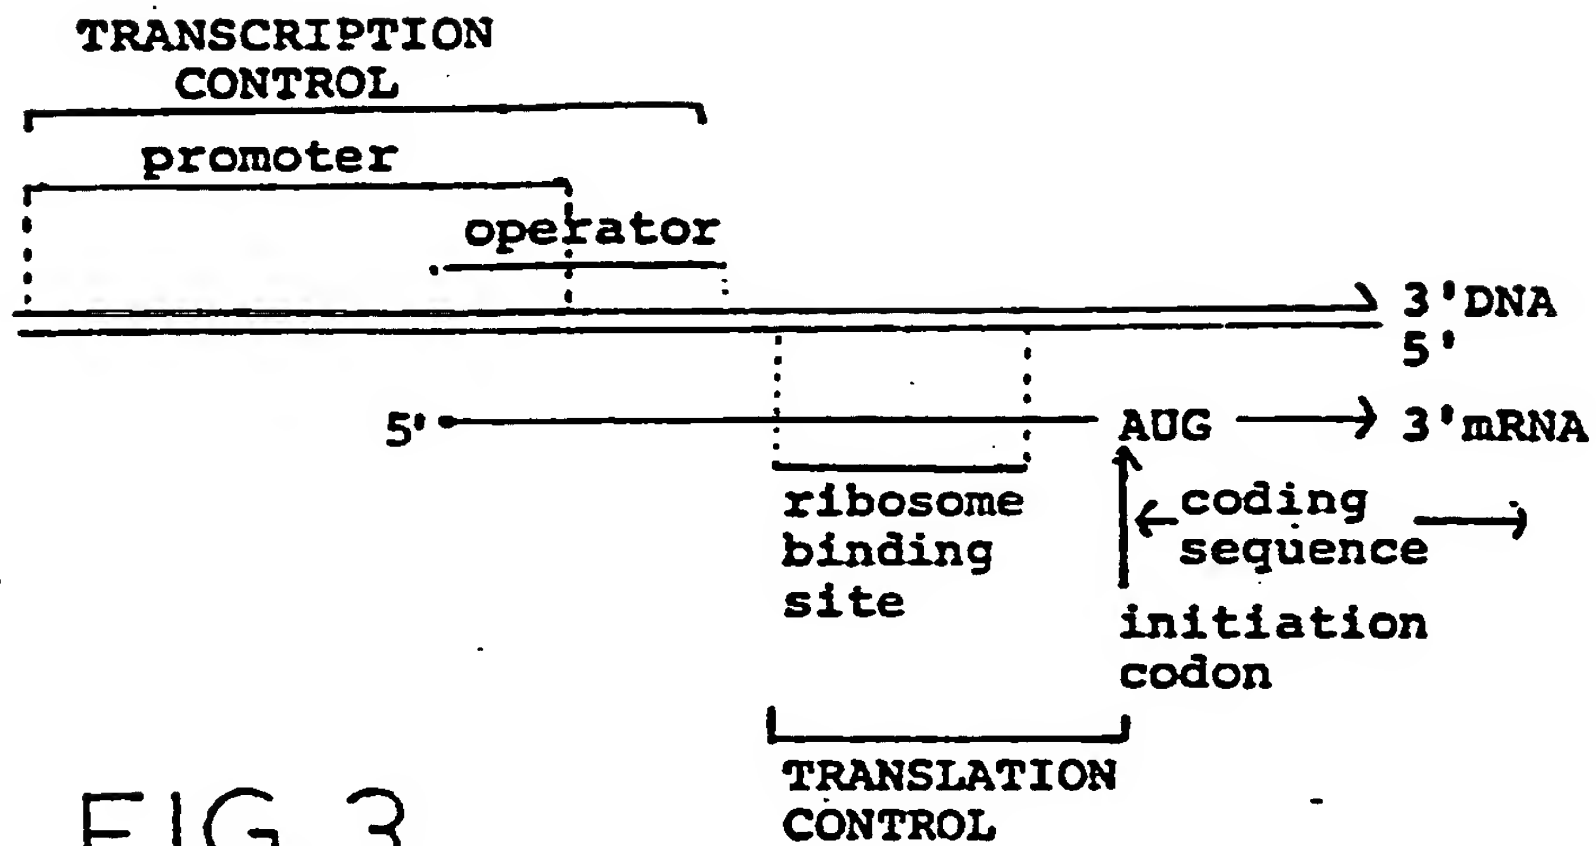 TRANSCRIPTION
CONTROL
promoter
operator
3'DNA
5'
5' AUG 3'mRNA
ribosome
binding
site
coding
sequence
initiation
codon
TRANSLATION
CONTROL
FIG 3